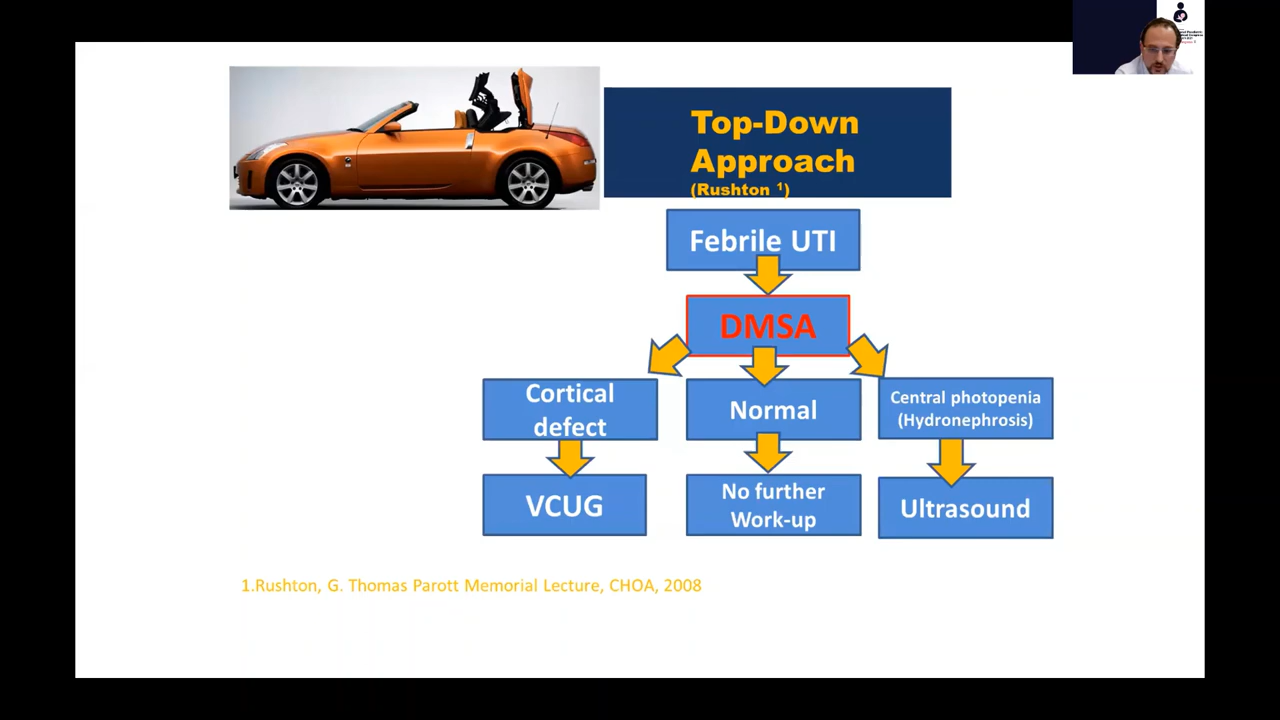 Top-Down
Approach
(Rushton ¹)
Febrile UTI
DMSA
Cortical
defect
Normal
Central photopenia
(Hydronephrosis)
VCUG
No further
Work-up
Ultrasound
1.Rushton, G. Thomas Parott Memorial Lecture, CHOA, 2008